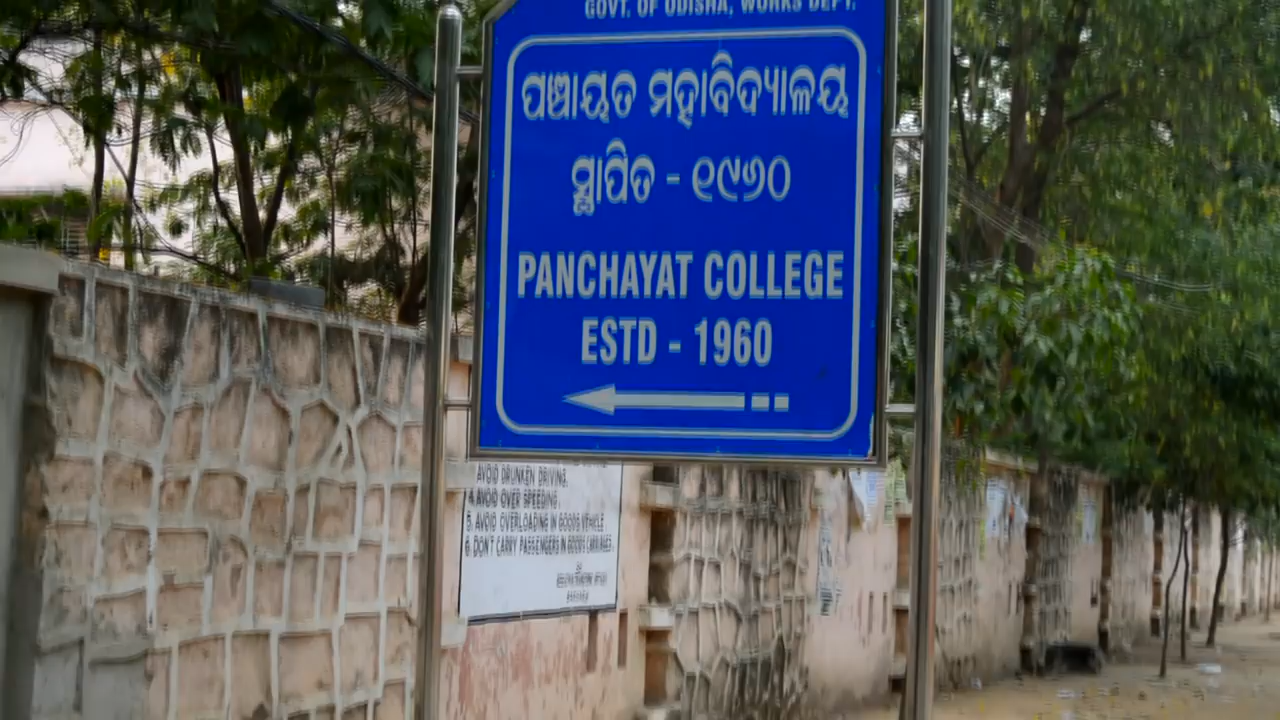 GOVT. OF ODISHA, WORKS DEPT.
ପଞ୍ଚାୟତ ମହାବିଦ୍ୟାଳୟ
ସ୍ଥାପିତ - ୧୯୬୦
PANCHAYAT COLLEGE
ESTD - 1960
AVOID DRUNKEN DRIVING.
4. AVOID OVER SPEEDING.
5. AVOID OVERLOADING IN GOODS VEHICLE
6. DON'T CARRY PASSENGERS IN GOODS CARRIAGES.